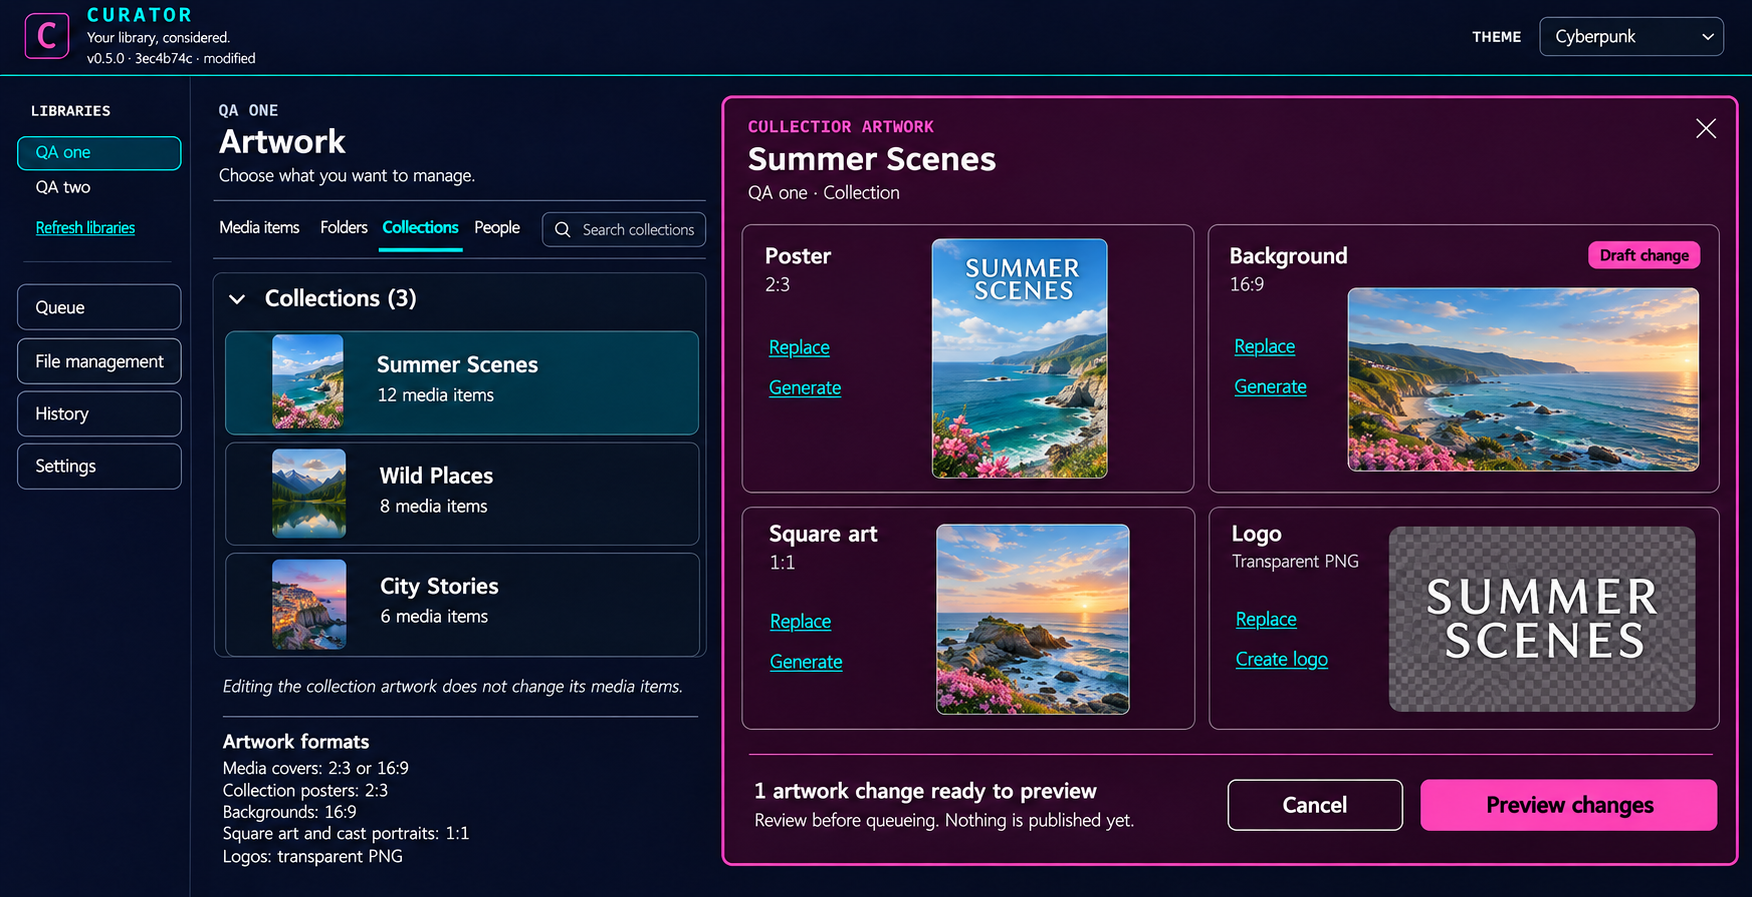 C
CURATOR
Your library, considered.
v0.5.0 · 3ec4b74c · modified
THEME
Cyberpunk
LIBRARIES
QA one
QA two
Refresh libraries
Queue
File management
History
Settings
QA ONE
Artwork
Choose what you want to manage.
Media items
Folders
Collections
People
Search collections
Collections (3)
Summer Scenes
12 media items
Wild Places
8 media items
City Stories
6 media items
Editing the collection artwork does not change its media items.
Artwork formats
Media covers: 2:3 or 16:9
Collection posters: 2:3
Backgrounds: 16:9
Square art and cast portraits: 1:1
Logos: transparent PNG
COLLECTIOR ARTWORK
Summer Scenes
QA one · Collection
Poster
2:3
Replace
Generate
SUMMER
SCENES
Background
16:9
Draft change
Replace
Generate
Square art
1:1
Replace
Generate
Logo
Transparent PNG
Replace
Create logo
SUMMER
SCENES
1 artwork change ready to preview
Review before queueing. Nothing is published yet.
Cancel
Preview changes